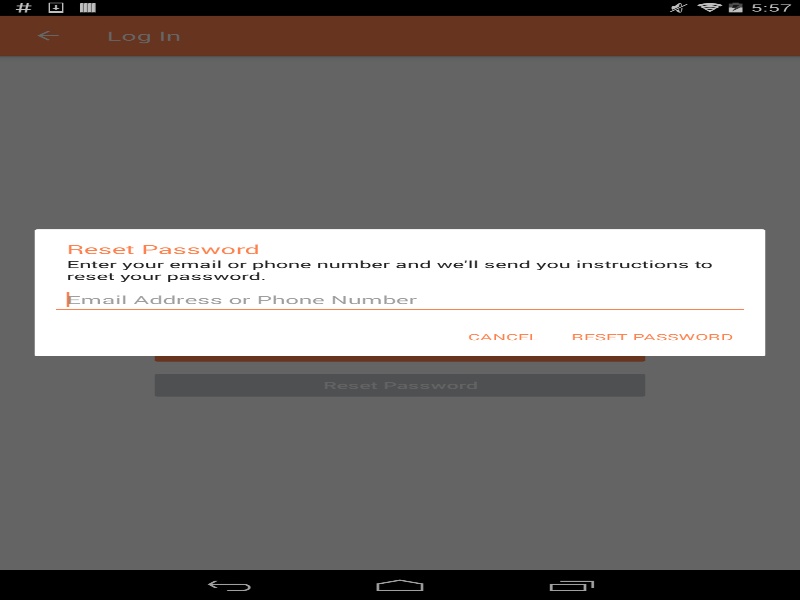 5:57
Log In
Reset Password
Enter your email or phone number and we'll send you instructions to
reset your password.
Email Address or Phone Number
CANCEL RESET PASSWORD
Reset Password